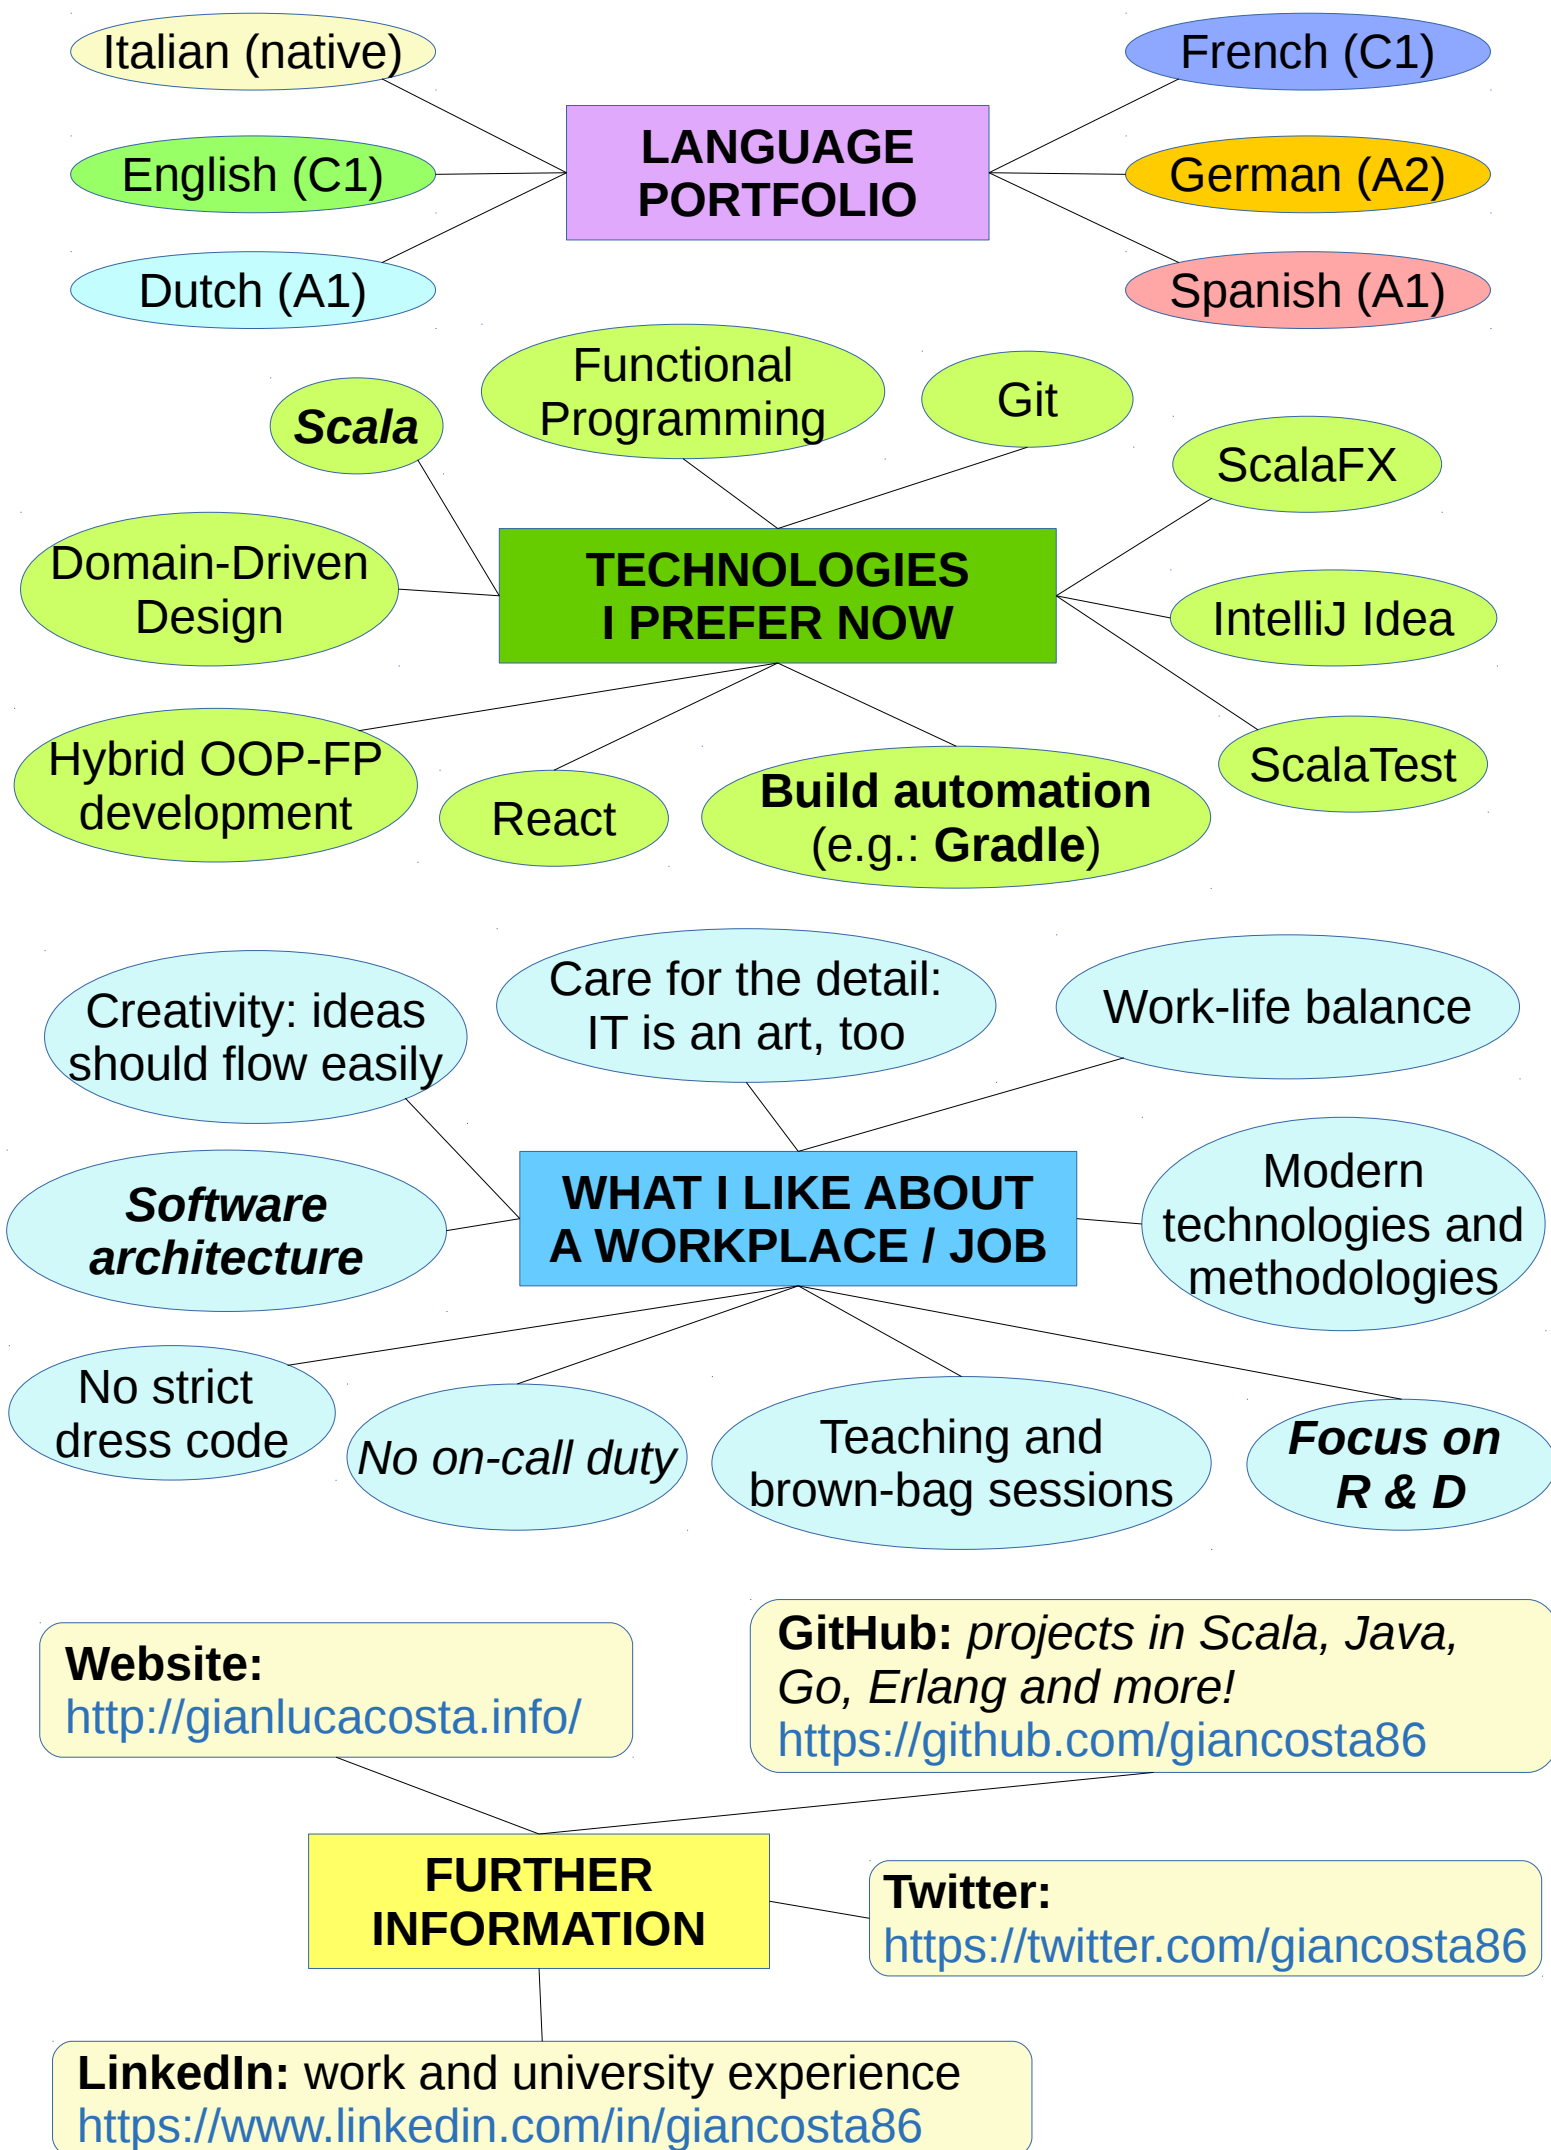 Italian (native)
French (C1)
LANGUAGE
PORTFOLIO
English (C1)
German (A2)
Dutch (A1)
Spanish (A1)
Functional
Programming
Git
Scala
ScalaFX
Domain-Driven
Design
TECHNOLOGIES
I PREFER NOW
IntelliJ Idea
Hybrid OOP-FP
development
React
Build automation
(e.g.: Gradle)
ScalaTest
Creativity: ideas
should flow easily
Care for the detail:
IT is an art, too
Work-life balance
Software
architecture
WHAT I LIKE ABOUT
A WORKPLACE / JOB
Modern
technologies and
methodologies
No strict
dress code
No on-call duty
Teaching and
brown-bag sessions
Focus on
R & D
Website:
http://gianlucacosta.info/
GitHub: projects in Scala, Java,
Go, Erlang and more!
https://github.com/giancosta86
FURTHER
INFORMATION
Twitter:
https://twitter.com/giancosta86
LinkedIn: work and university experience
https://www.linkedin.com/in/giancosta86